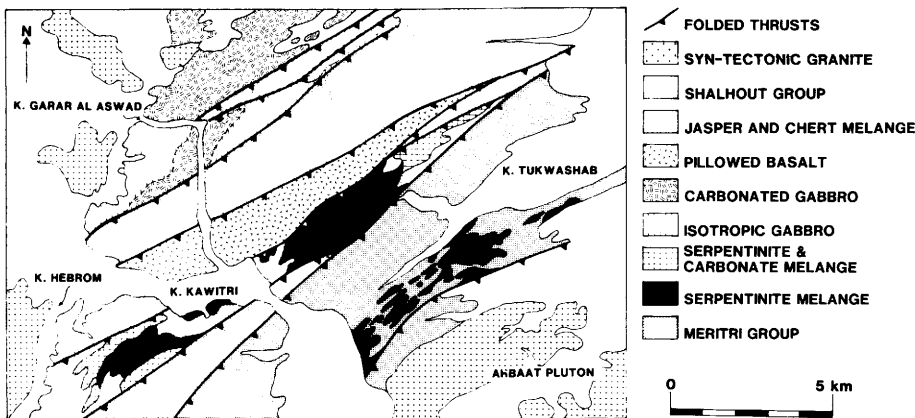 N
K. GARAR AL ASWAD
K. TUKWASHAB
K. HEBROM
K. KAWITRI
AHBAAT PLUTON
FOLDED THRUSTS
SYN-TECTONIC GRANITE
SHALHOUT GROUP
JASPER AND CHERT MELANGE
PILLOWED BASALT
CARBONATED GABBRO
ISOTROPIC GABBRO
SERPENTINITE &
CARBONATE MELANGE
SERPENTINITE MELANGE
MERITRI GROUP
0 5 km